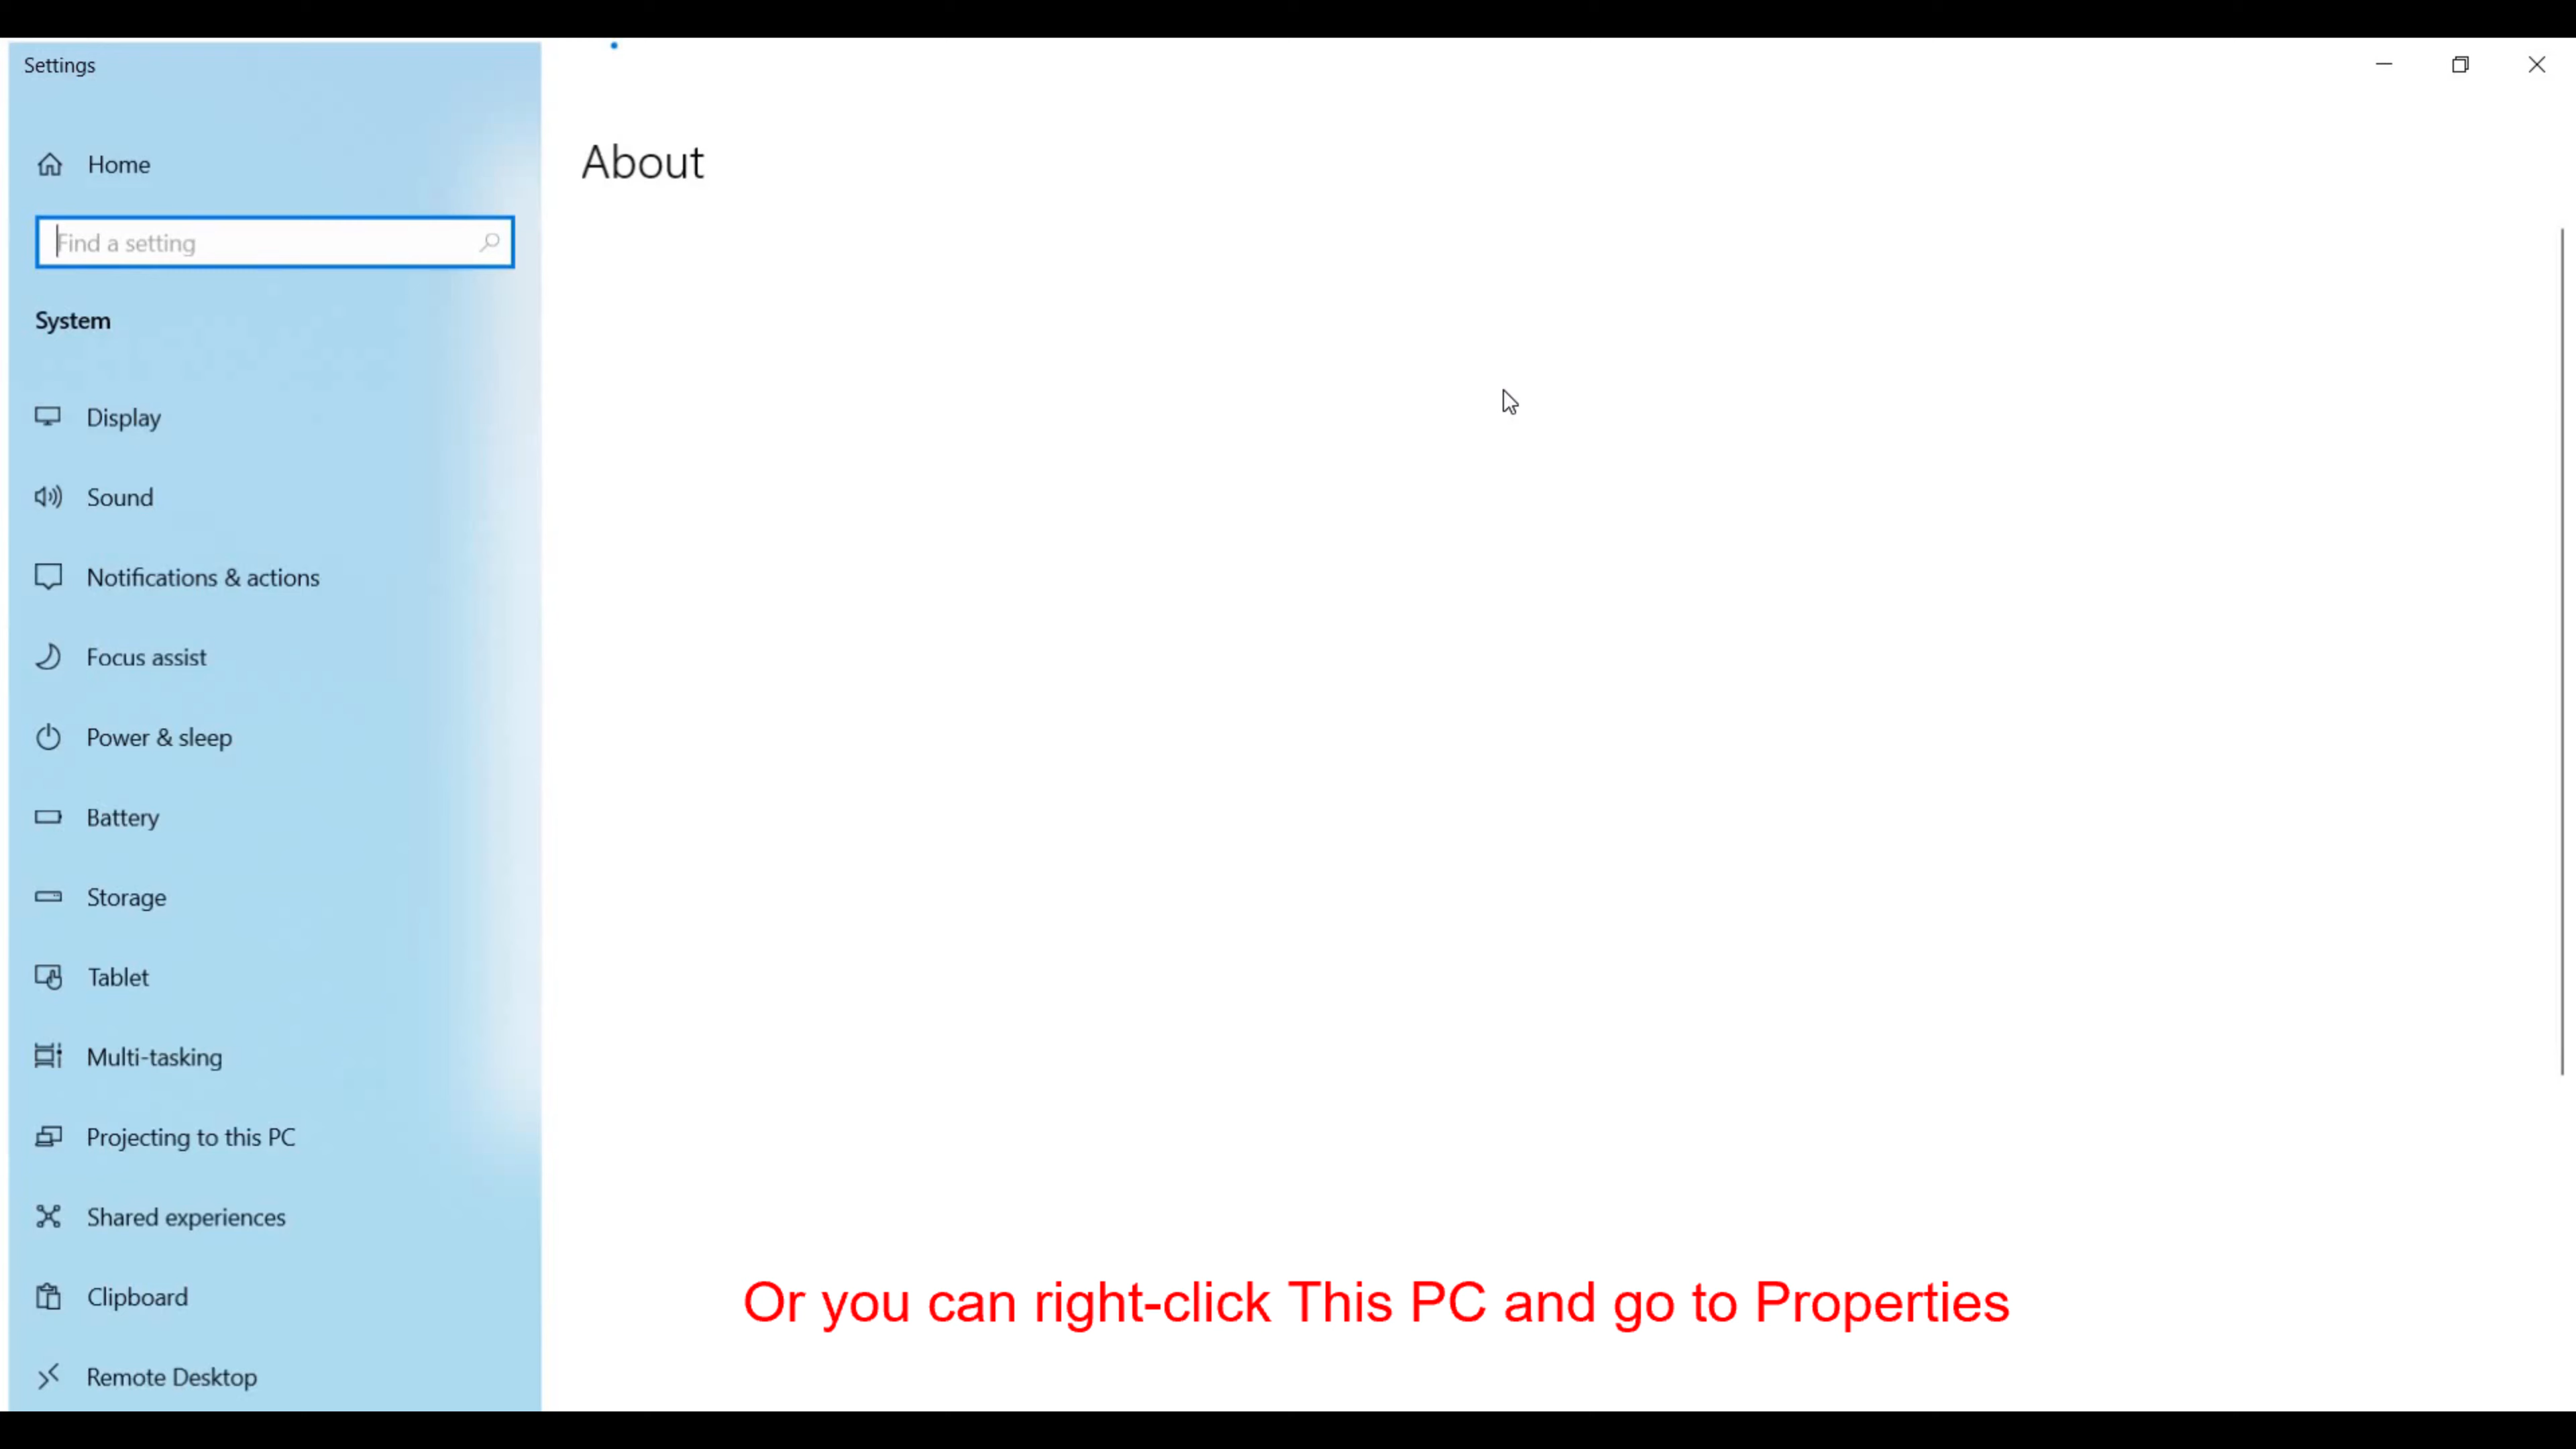 Settings
Home
Find a setting
System
Display
Sound
Notifications & actions
Focus assist
Power & sleep
Battery
Storage
Tablet
Multi-tasking
Projecting to this PC
Shared experiences
Clipboard
Remote Desktop
About
Or you can right-click This PC and go to Properties